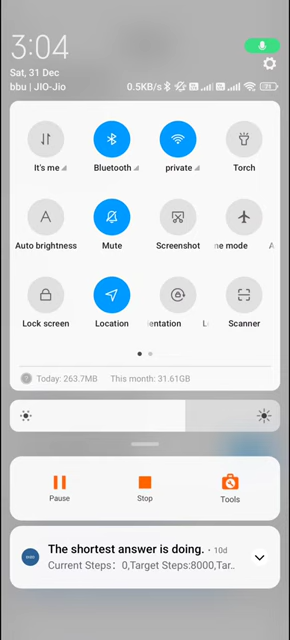 3:04
Sat, 31 Dec
bbu | JIO-Jio
0.5KB/s
It's me
Bluetooth
private
Torch
Auto brightness
Mute
Screenshot
ne mode
A
Lock screen
Location
entation
L
Scanner
Today: 263.7MB
This month: 31.61GB
Pause
Stop
Tools
The shortest answer is doing. • 10d
Current Steps： 0,Target Steps:8000,Tar..